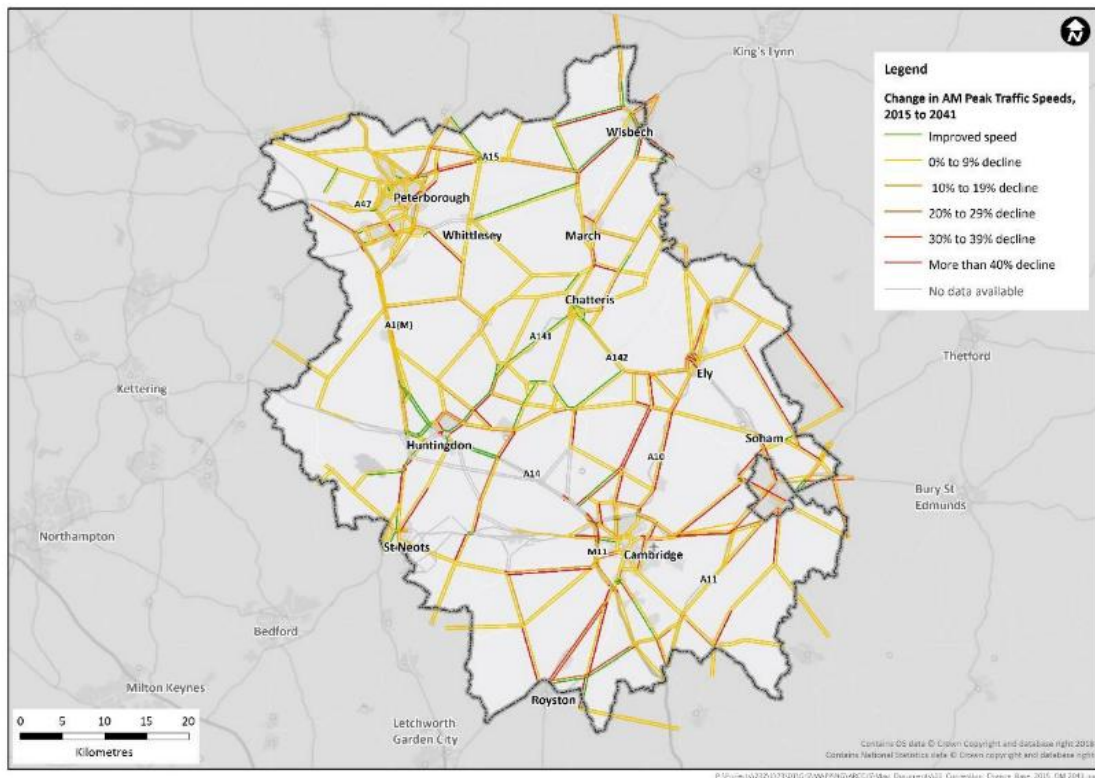 N
King's Lynn
Legend
Change in AM Peak Traffic Speeds,
2015 to 2041
Improved speed
0% to 9% decline
10% to 19% decline
20% to 29% decline
30% to 39% decline
More than 40% decline
No data available
Wisbech
A15
Peterborough
A47
Whittlesey
March
Chatteris
A1(M)
A141
A142
Thetford
Kettering
Ely
Huntingdon
Soham
A10
A14
Bury St
Edmunds
Northampton
St Neots
M11
Cambridge
A11
Bedford
Milton Keynes
Royston
Letchworth
Garden City
0 5 10 15 20
Kilometres
Contains OS data © Crown Copyright and database right 2018
Contains National Statistics data © Crown copyright and database right